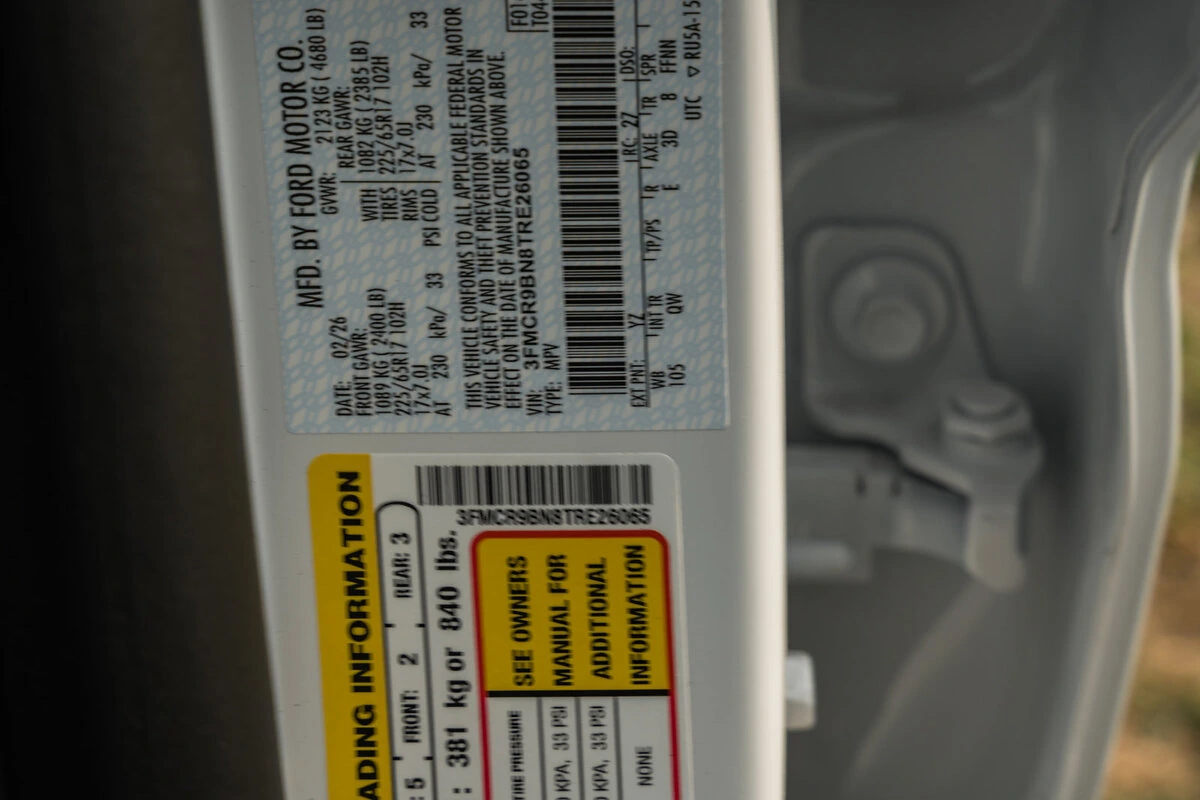 MFD. BY FORD MOTOR CO.
DATE: 02/26
GVWR: 2123 KG ( 4680 LB)
FRONT GAWR:
REAR GAWR:
1089 KG ( 2400 LB)
WITH
1082 KG ( 2385 LB)
225/65R17 102H
TIRES
225/65R17 102H
17x7.0J
RIMS
17x7.0J
AT 230 kPa/ 33
PSI COLD
AT 230 kPa/ 33
THIS VEHICLE CONFORMS TO ALL APPLICABLE FEDERAL MOTOR
VEHICLE SAFETY AND THEFT PREVENTION STANDARDS IN
EFFECT ON THE DATE OF MANUFACTURE SHOWN ABOVE.
VIN: 3FMCR9BN8TRE26065
TYPE: MPV
EXT PNT: YZ RC: 27 DSO:
WB INT TR TP/PS R AXLE TR SPR
105 QW E 3D 8 FFNN
UTC ▽ RU5A-15
ADING INFORMATION
: 5 FRONT: 2 REAR: 3
: 381 kg or 840 lbs.
3FMCR9BN8TRE26065
TIRE PRESSURE
KPA, 33 PSI
KPA, 33 PSI
NONE
SEE OWNERS
MANUAL FOR
ADDITIONAL
INFORMATION